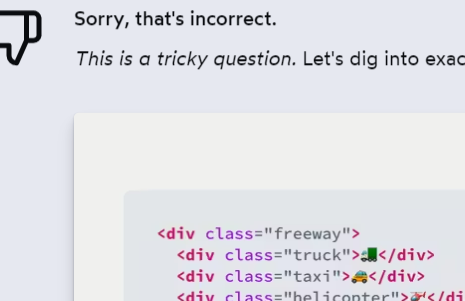 Sorry, that's incorrect.
This is a tricky question. Let's dig into exac
<div class="freeway">
<div class="truck">🚛</div>
<div class="taxi">🚕</div>
<div class="helicopter">🚁</di